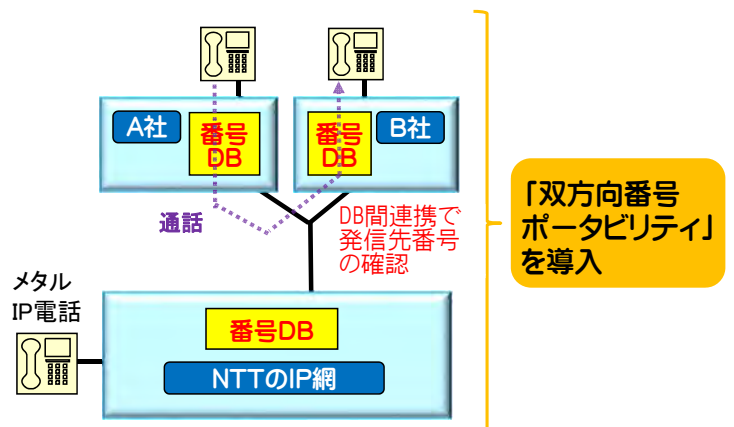 A社
番号
DB
番号
DB
B社
通話
DB間連携で
発信先番号
の確認
「双方向番号
ポータビリティ」
を導入
メタル
IP電話
番号DB
NTTのIP網